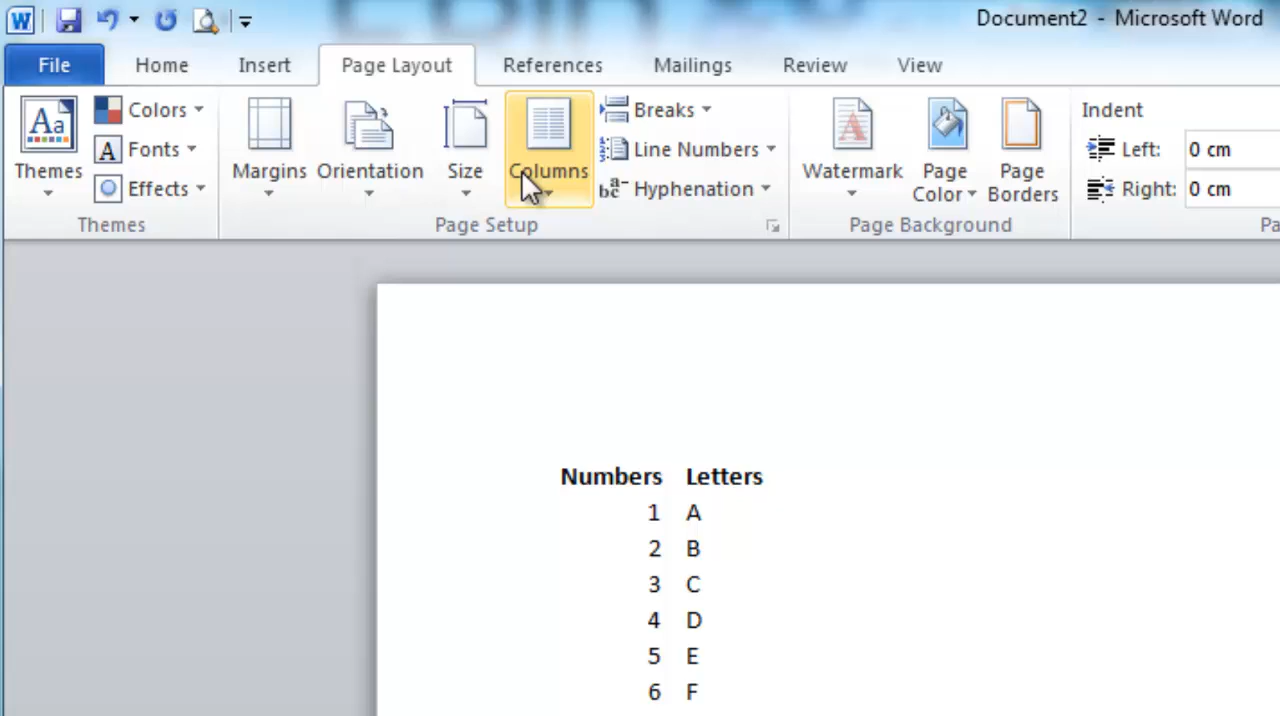 Document2 - Microsoft Word
File Home Insert Page Layout References Mailings Review View
Themes Colors Fonts Effects
Themes
Margins Orientation Size Columns Breaks Line Numbers Hyphenation
Page Setup
Watermark Page Color Page Borders
Page Background
Indent
Left: 0 cm
Right: 0 cm
Numbers Letters
1 A
2 B
3 C
4 D
5 E
6 F